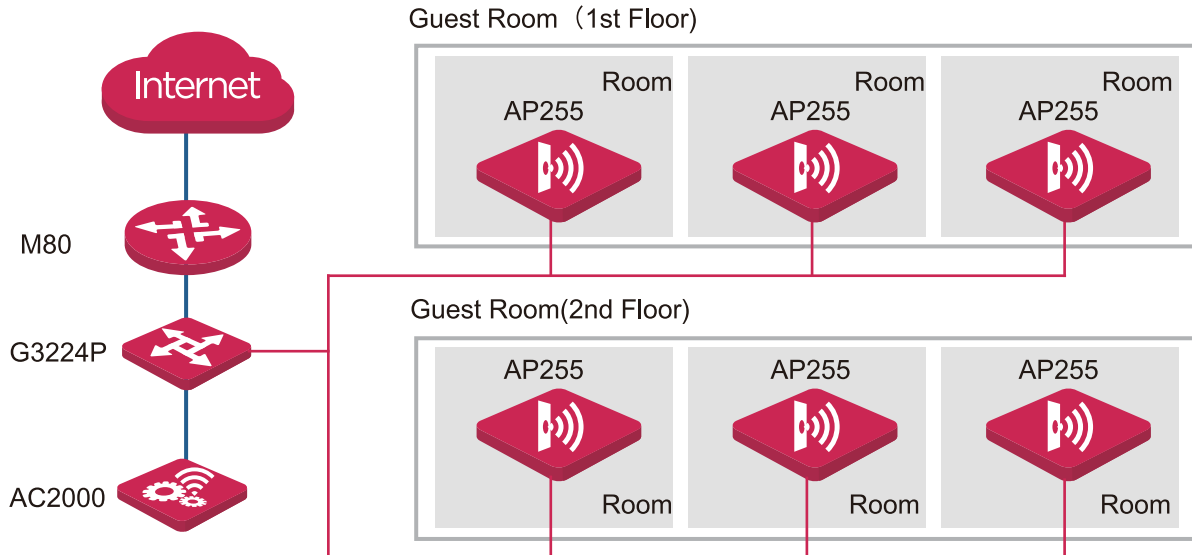 Guest Room（1st Floor)
Internet
Room
Room
Room
AP255
AP255
AP255
M80
Guest Room(2nd Floor)
G3224P
AP255
AP255
AP255
AC2000
Room
Room
Room